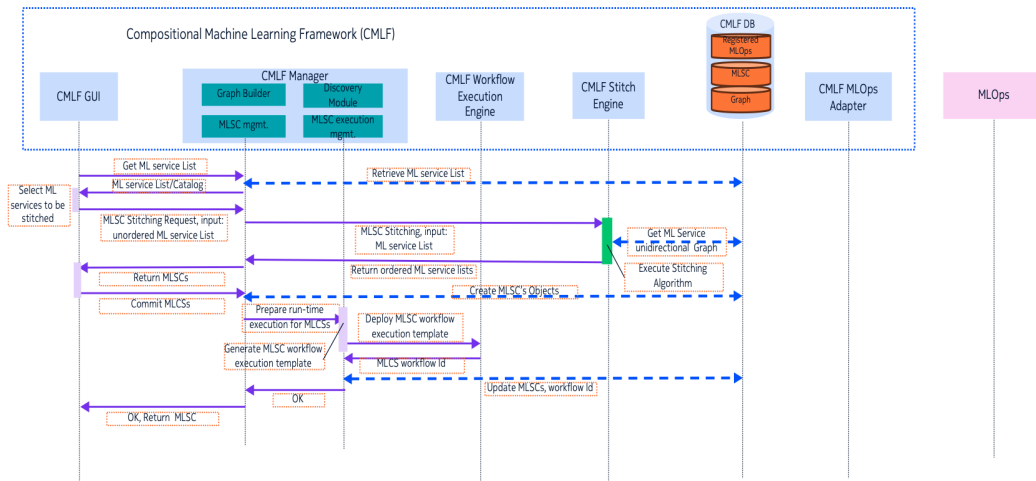 Compositional Machine Learning Framework (CMLF)
CMLF DB
Registered
MLOps
MLSC
Graph
CMLF GUI
CMLF Manager
Graph Builder
Discovery
Module
MLSC mgmt.
MLSC execution
mgmt.
CMLF Workflow
Execution
Engine
CMLF Stitch
Engine
CMLF MLOps
Adapter
MLOps
Get ML service List
Retrieve ML service List
ML service List/Catalog
Select ML
services to be
stitched
MLSC Stitching Request, input:
unordered ML service List
MLSC Stitching, input:
ML service List
Get ML Service
unidirectional Graph
Return ordered ML service lists
Execute Stitching
Algorithm
Return MLSCs
Create MLSC's Objects
Commit MLCSs
Prepare run-time
execution for MLCSs
Deploy MLSC workflow
execution template
Generate MLSC workflow
execution template
MLCS workflow Id
Update MLSCs, workflow Id
OK
OK, Return MLSC